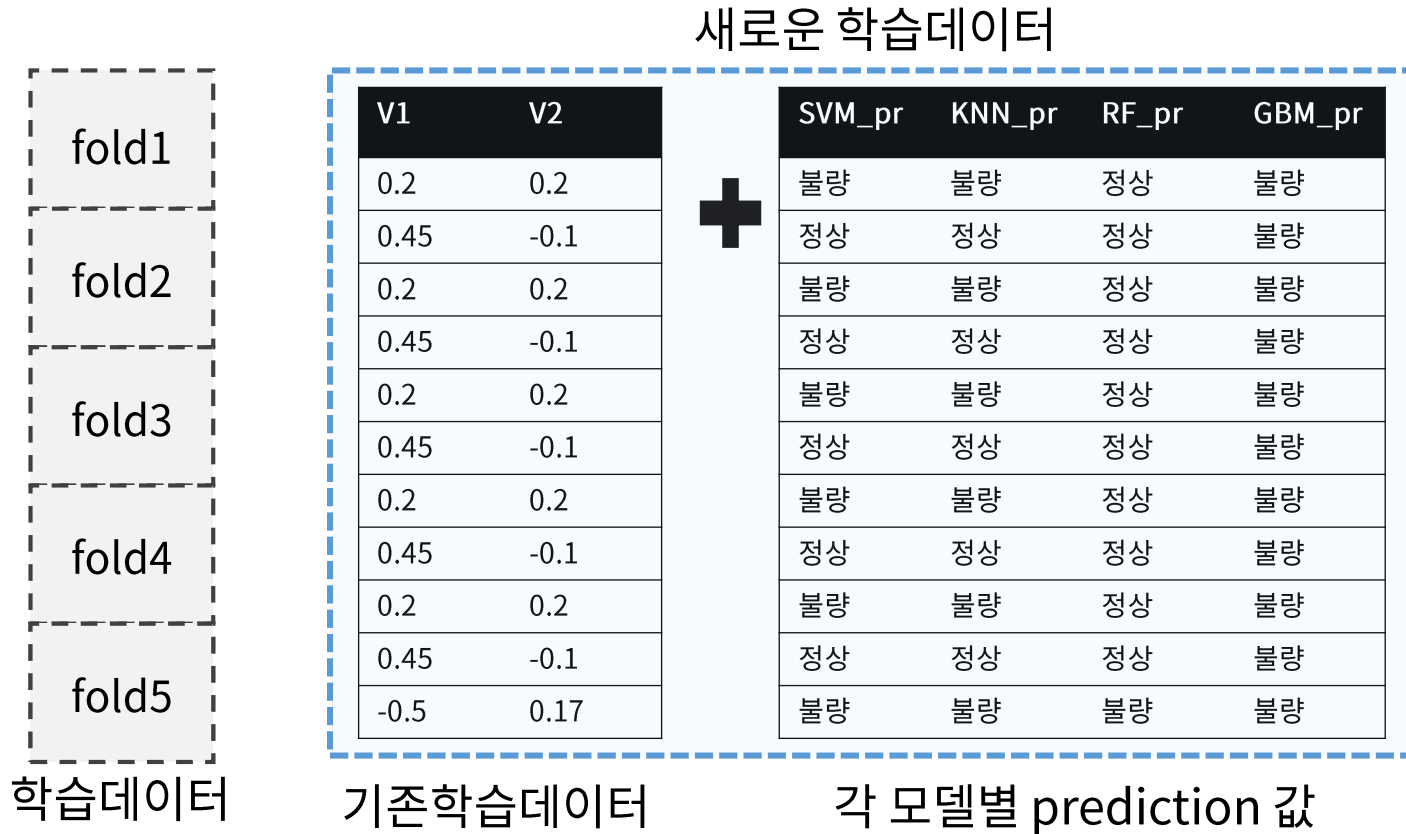 새로운 학습데이터
fold1
fold2
fold3
fold4
fold5
학습데이터
V1 V2
0.2 0.2
0.45 -0.1
0.2 0.2
0.45 -0.1
0.2 0.2
0.45 -0.1
0.2 0.2
0.45 -0.1
0.2 0.2
0.45 -0.1
-0.5 0.17
기존학습데이터
SVM_pr KNN_pr RF_pr GBM_pr
불량 불량 정상 불량
정상 정상 정상 불량
불량 불량 정상 불량
정상 정상 정상 불량
불량 불량 정상 불량
정상 정상 정상 불량
불량 불량 정상 불량
정상 정상 정상 불량
불량 불량 정상 불량
정상 정상 정상 불량
불량 불량 불량 불량
각 모델별 prediction 값